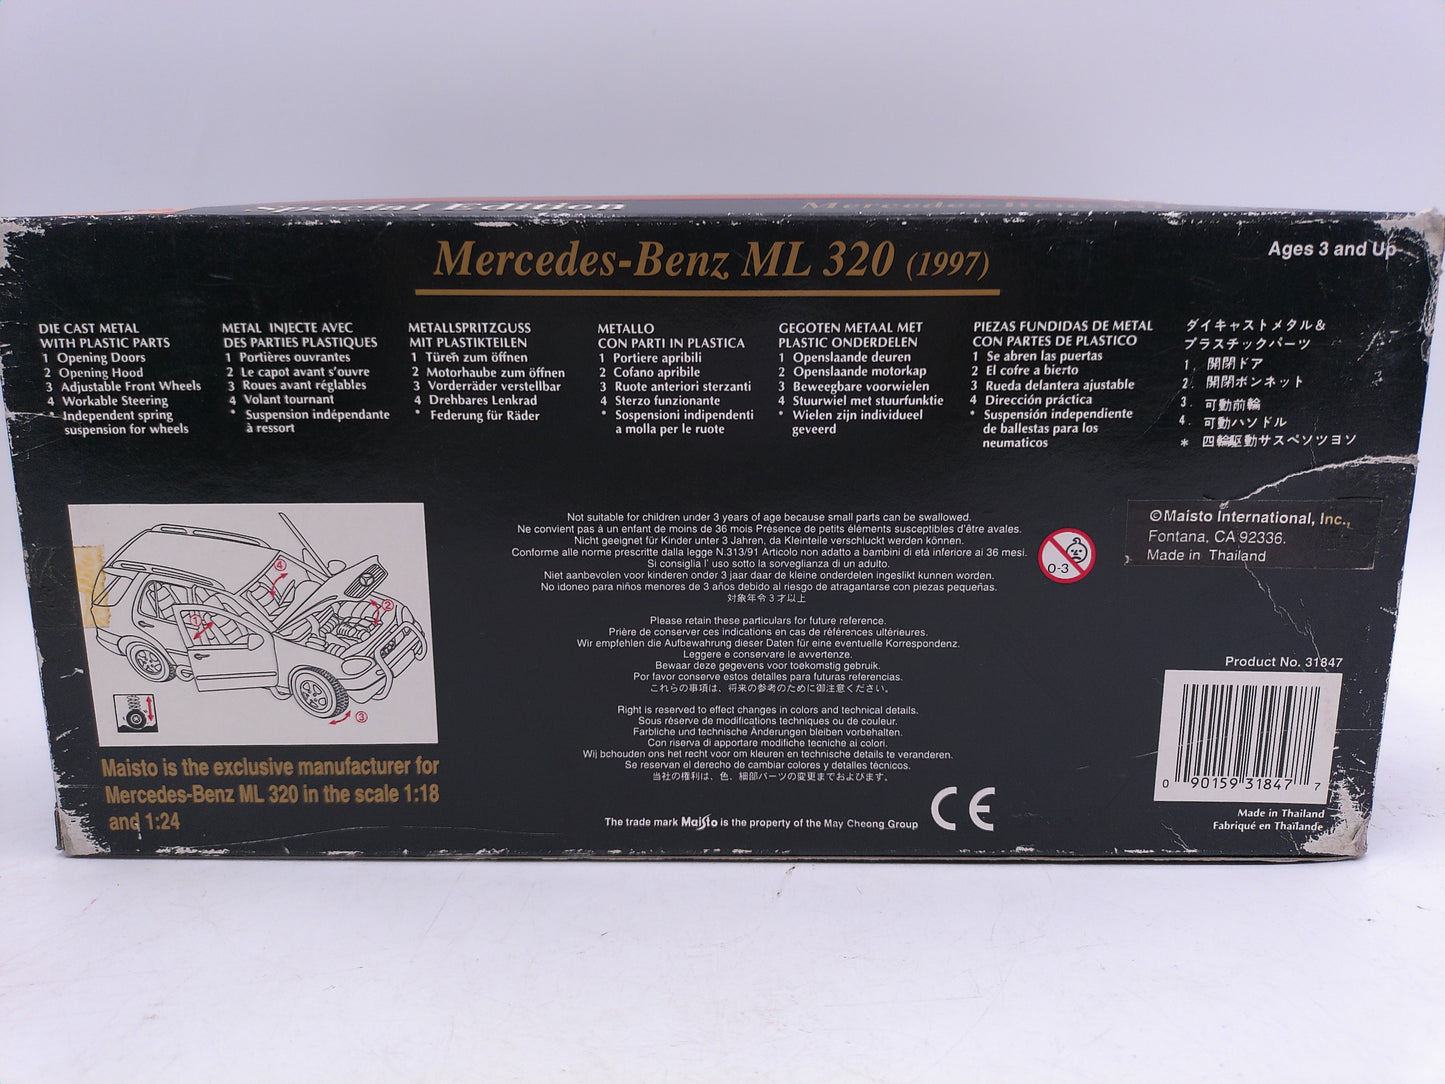 Special Edition
Mercedes-Benz
Mercedes-Benz ML 320 (1997)
Ages 3 and Up
DIE CAST METAL
WITH PLASTIC PARTS
1 Opening Doors
2 Opening Hood
3 Adjustable Front Wheels
4 Workable Steering
* Independent spring
suspension for wheels
METAL INJECTE AVEC
DES PARTIES PLASTIQUES
1 Portières ouvrantes
2 Le capot avant s'ouvre
3 Roues avant réglables
4 Volant tournant
* Suspension indépendante
à ressort
METALLSPRITZGUSS
MIT PLASTIKTEILEN
1 Türen zum öffnen
2 Motorhaube zum öffnen
3 Vorderräder verstellbar
4 Drehbares Lenkrad
* Federung für Räder
METALLO
CON PARTI IN PLASTICA
1 Portiere apribili
2 Cofano apribile
3 Ruote anteriori sterzanti
4 Sterzo funzionante
* Sospensioni indipendenti
a molla per le ruote
GEGOTEN METAAL MET
PLASTIC ONDERDELEN
1 Openslaande deuren
2 Openslaande motorkap
3 Beweegbare voorwielen
4 Stuurwiel met stuurfunktie
* Wielen zijn individueel
geveerd
PIEZAS FUNDIDAS DE METAL
CON PARTES DE PLASTICO
1 Se abren las puertas
2 El cofre a bierto
3 Rueda delantera ajustable
4 Dirección práctica
* Suspensión independiente
de ballestas para los
neumaticos
ダイキャストメタル&
プラスチックパーツ
1. 開閉ドア
2. 開閉ボンネット
3. 可動前輪
4. 可動ハンドル
* 四輪駆動サスペソツヨソ
4
2
1
3
Maisto is the exclusive manufacturer for
Mercedes-Benz ML 320 in the scale 1:18
and 1:24
Not suitable for children under 3 years of age because small parts can be swallowed.
Ne convient pas à un enfant de moins de 36 mois Présence de petits éléments susceptibles d'être avales.
Nicht geeignet für Kinder unter 3 Jahren, da Kleinteile verschluckt werden können.
Conforme alle norme prescritte dalla legge N.313/91 Articolo non adatto a bambini di etá inferiore ai 36 mesi.
Si consiglia l' uso sotto la sorveglianza di un adulto.
Niet aanbevolen voor kinderen onder 3 jaar daar de kleine onderdelen ingeslikt kunnen worden.
No idoneo para niños menores de 3 años debido al riesgo de atragantarse con piezas pequeñas.
対象年令3才以上
0-3
Please retain these particulars for future reference.
Prière de conserver ces indications en cas de références ultérieures.
Wir empfehlen die Aufbewahrung dieser Daten für eine eventuelle Korrespondenz.
Leggere e conservare le avvertenze.
Bewaar deze gegevens voor toekomstig gebruik.
Por favor conserve estos detalles para futuras referencias.
これらの事項は、将来の参考のために御注意ください。
Right is reserved to effect changes in colors and technical details.
Sous réserve de modifications techniques ou de couleur.
Farbliche und technische Änderungen bleiben vorbehalten.
Con riserva di apportare modifiche tecniche ai colori.
Wij bchouden ons het recht voor om kleuren en technische details te veranderen.
Se reservan el derecho de cambiar colores y detalles técnicos.
当社の権利は、色、細部パーツの変更までおよびます。
The trade mark Maisto is the property of the May Cheong Group
CE
©Maisto International, Inc.,
Fontana, CA 92336.
Made in Thailand
Product No. 31847
0 90159 31847 7
Made in Thailand
Fabriqué en Thaïlande